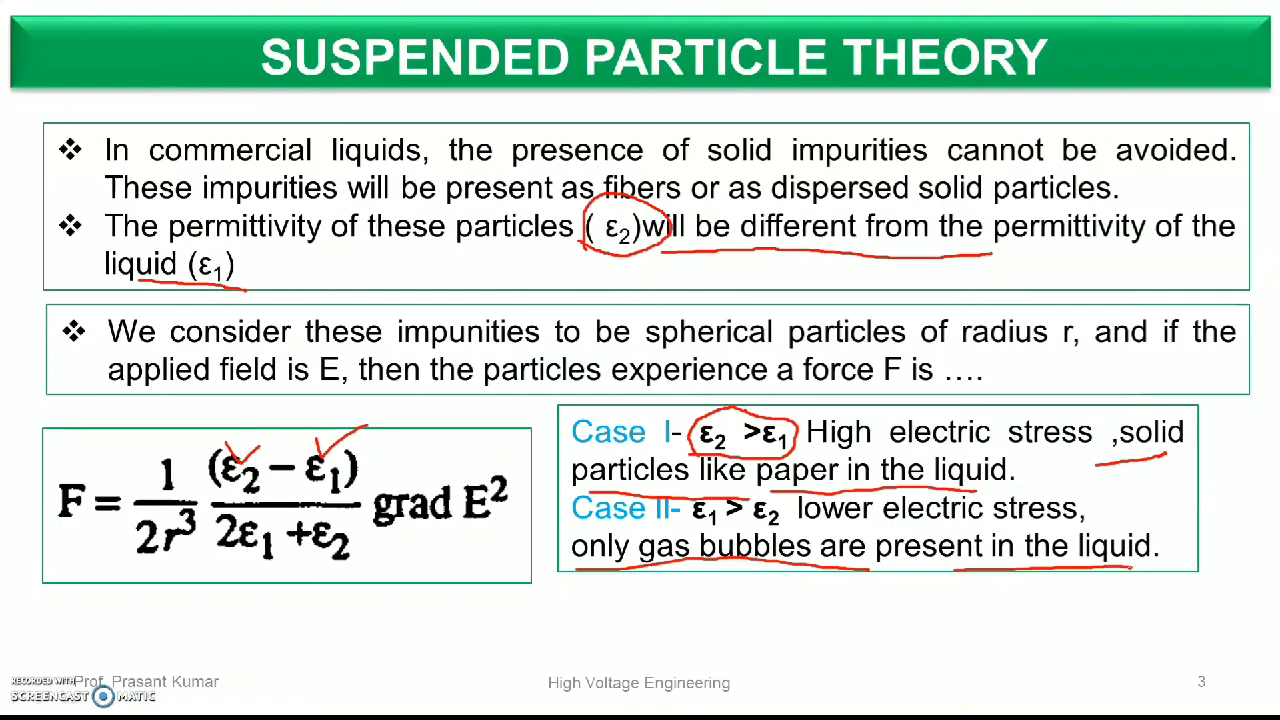 SUSPENDED PARTICLE THEORY
❖ In commercial liquids, the presence of solid impurities cannot be avoided.
These impurities will be present as fibers or as dispersed solid particles.
❖ The permittivity of these particles ( ε₂)will be different from the permittivity of the
liquid (ε₁)
❖ We consider these impunities to be spherical particles of radius r, and if the
applied field is E, then the particles experience a force F is ….
F = 1/2r³ (ε₂ − ε₁)/2ε₁ +ε₂ grad E²
Case I- ε₂ >ε₁ High electric stress ,solid
particles like paper in the liquid.
Case II- ε₁ > ε₂ lower electric stress,
only gas bubbles are present in the liquid.
RECORDED WITH
SCREENCAST MATIC
Prof. Prasant Kumar
High Voltage Engineering
3